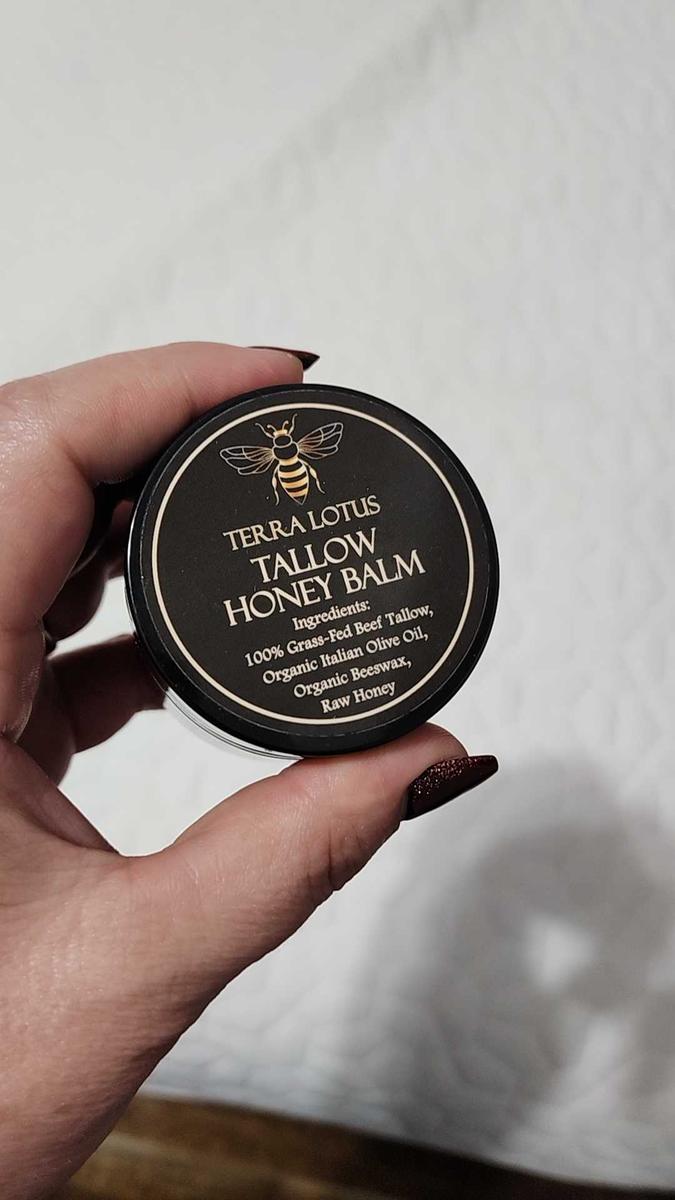 TERRA LOTUS
TALLOW
HONEY BALM
Ingredients:
100% Grass-Fed Beef Tallow,
Organic Italian Olive Oil,
Organic Beeswax,
Raw Honey